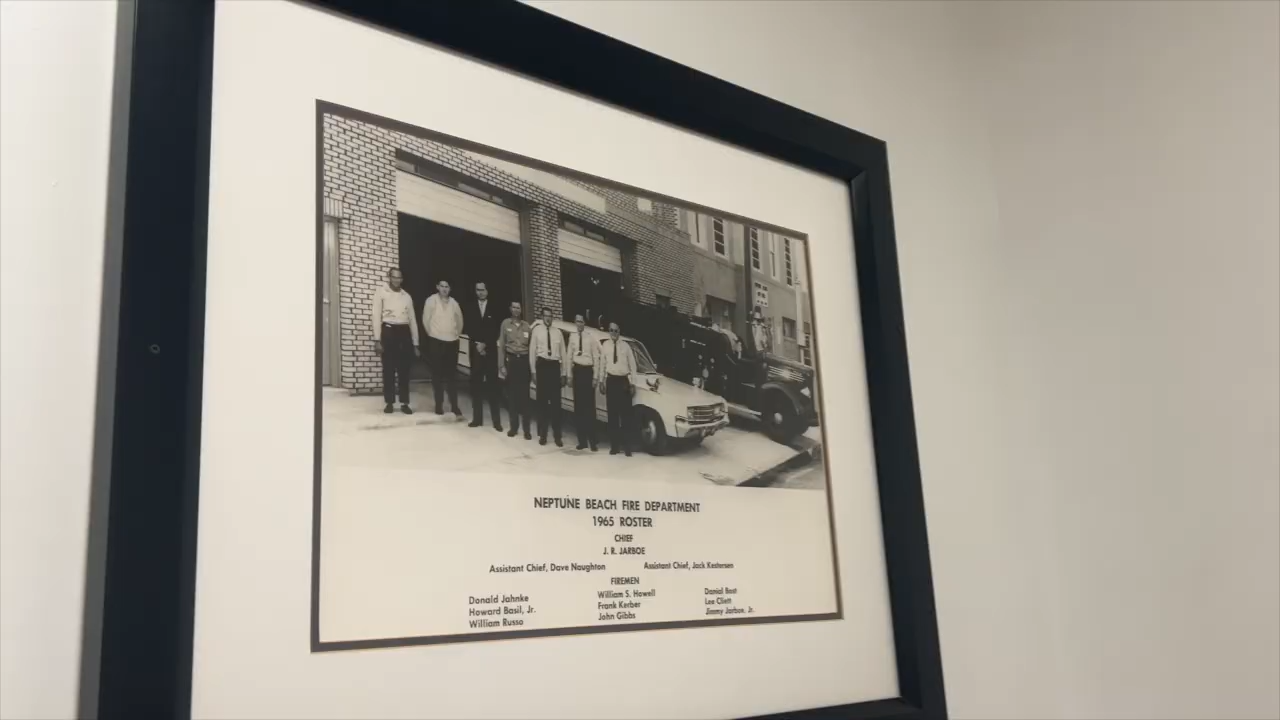 NEPTUNE BEACH FIRE DEPARTMENT
1965 ROSTER
CHIEF
J. R. JARBOE
Assistant Chief, Dave Naughton Assistant Chief, Jack Kestersen
FIREMEN
Donald Jahnke William S. Howell Danial Bost
Howard Basil, Jr. Frank Kerber Lee Cliett
William Russo John Gibbs Jimmy Jarboe, Jr.